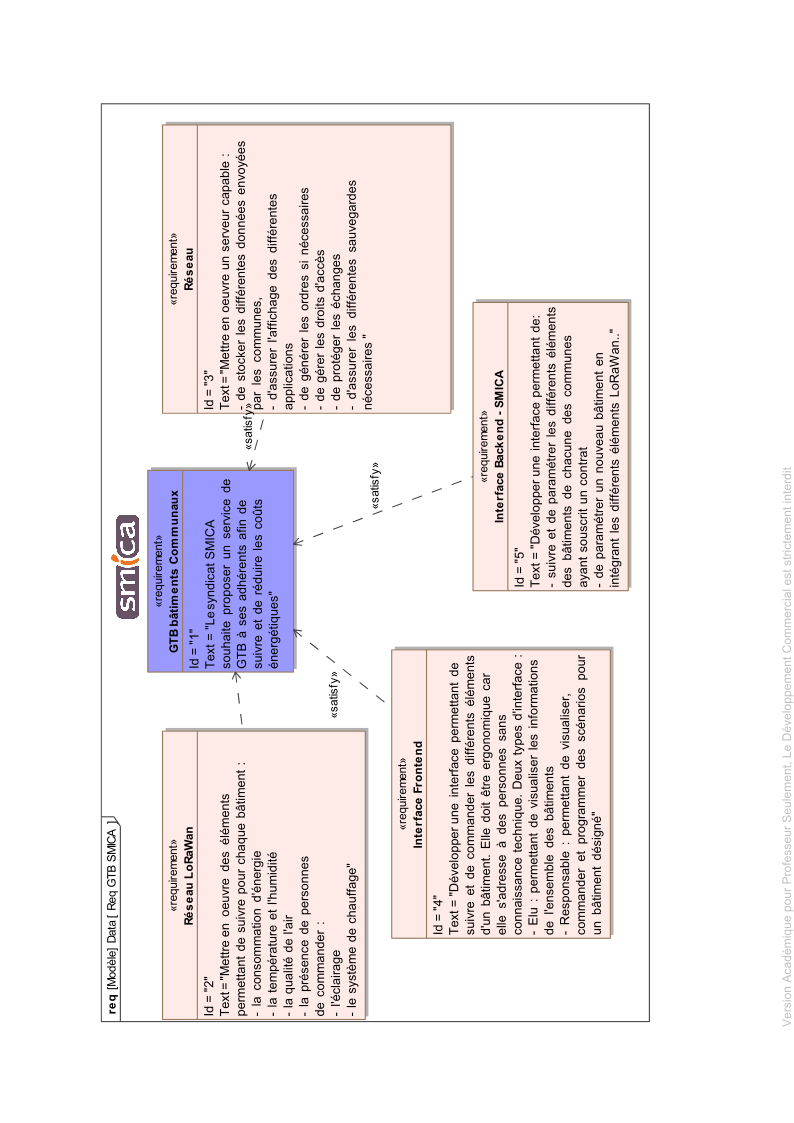 req [Modèle] Data [ Req GTB SMICA ]
smica
«requirement»
Réseau LoRaWan
Id = "2"
Text = "Mettre en oeuvre des éléments
permettant de suivre pour chaque bâtiment :
- la consommation d'énergie
- la température et l'humidité
- la qualité de l'air
- la présence de personnes
de commander :
- l'éclairage
- le système de chauffage"
«requirement»
GTB bâtiments Communaux
Id = "1"
Text = "Le syndicat SMICA
souhaite proposer un service de
GTB à ses adhérents afin de
suivre et de réduire les coûts
énergétiques"
«requirement»
Réseau
Id = "3"
Text = "Mettre en oeuvre un serveur capable :
- de stocker les différentes données envoyées
par les communes,
- d'assurer l'affichage des différentes
applications
- de générer les ordres si nécessaires
- de gérer les droits d'accès
- de protéger les échanges
- d'assurer les différentes sauvegardes
nécessaires "
«satisfy»
«satisfy»
«satisfy»
«requirement»
Interface Frontend
Id = "4"
Text = "Développer une interface permettant de
suivre et de commander les différents éléments
d'un bâtiment. Elle doit être ergonomique car
elle s'adresse à des personnes sans
connaissance technique. Deux types d'interface :
- Elu : permettant de visualiser les informations
de l'ensemble des bâtiments
- Responsable : permettant de visualiser,
commander et programmer des scénarios pour
un bâtiment désigné"
«requirement»
Interface Backend - SMICA
Id = "5"
Text = "Développer une interface permettant de:
- suivre et de paramétrer les différents éléments
des bâtiments de chacune des communes
ayant souscrit un contrat
- de paramétrer un nouveau bâtiment en
intégrant les différents éléments LoRaWan.."
Version Académique pour Professeur Seulement, Le Développement Commercial est strictement interdit